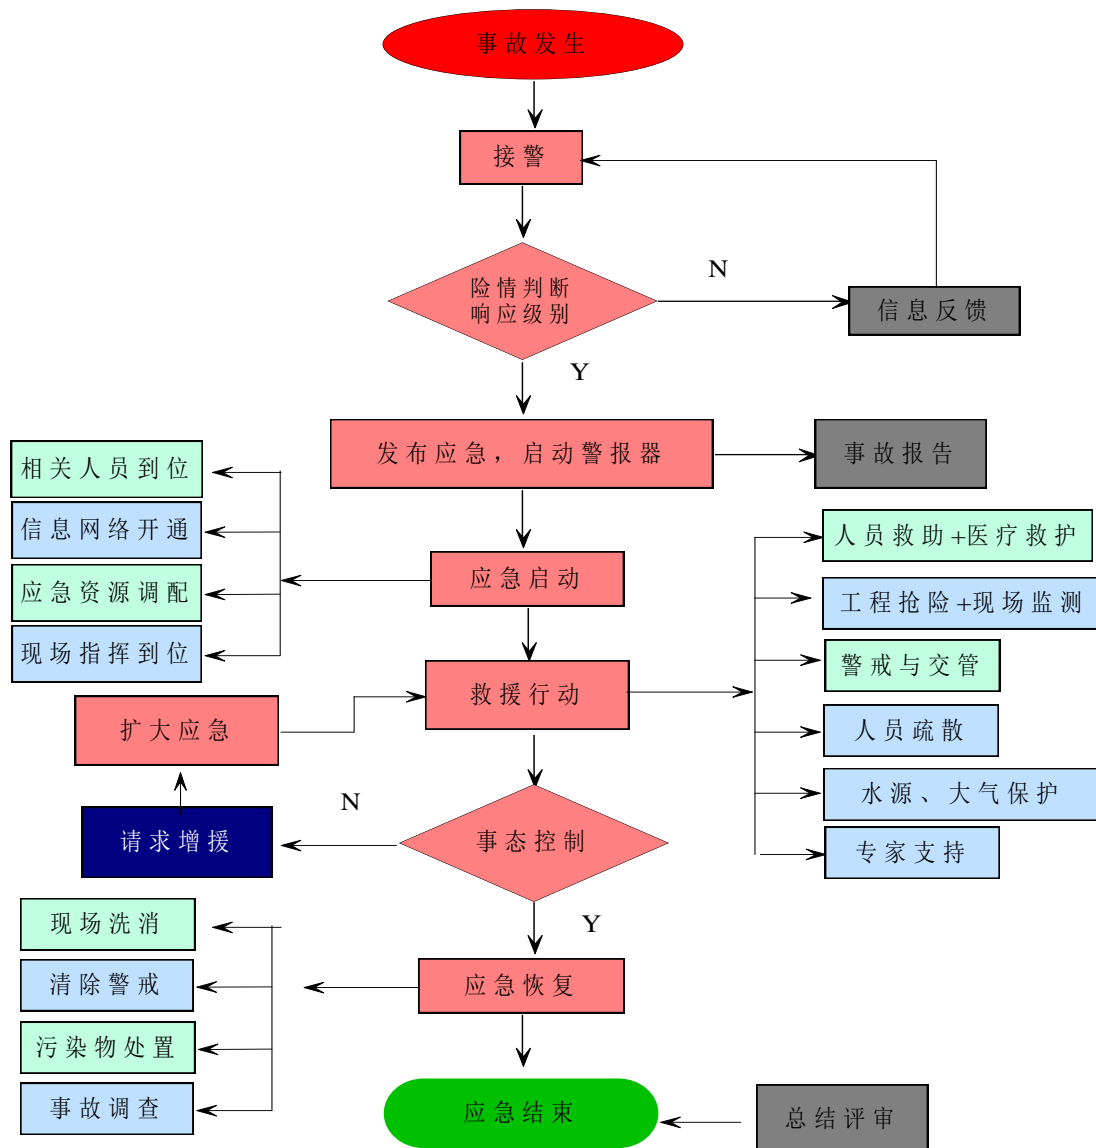 事故发生
接警
险情判断
响应级别
N
信息反馈
Y
发布应急，启动警报器
事故报告
相关人员到位
信息网络开通
应急资源调配
现场指挥到位
应急启动
人员救助+医疗救护
工程抢险+现场监测
警戒与交管
人员疏散
水源、大气保护
专家支持
救援行动
扩大应急
请求增援
N
事态控制
Y
现场洗消
清除警戒
污染物处置
事故调查
应急恢复
应急结束
总结评审